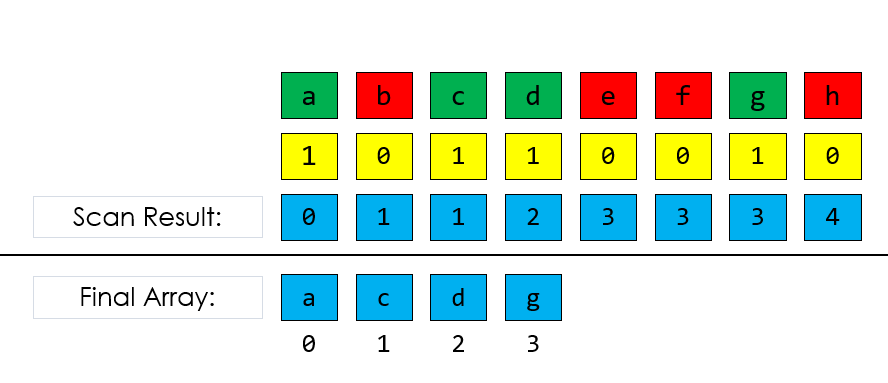 a b c d e f g h
1 0 1 1 0 0 1 0
Scan Result: 0 1 1 2 3 3 3 4
Final Array: a c d g
0 1 2 3